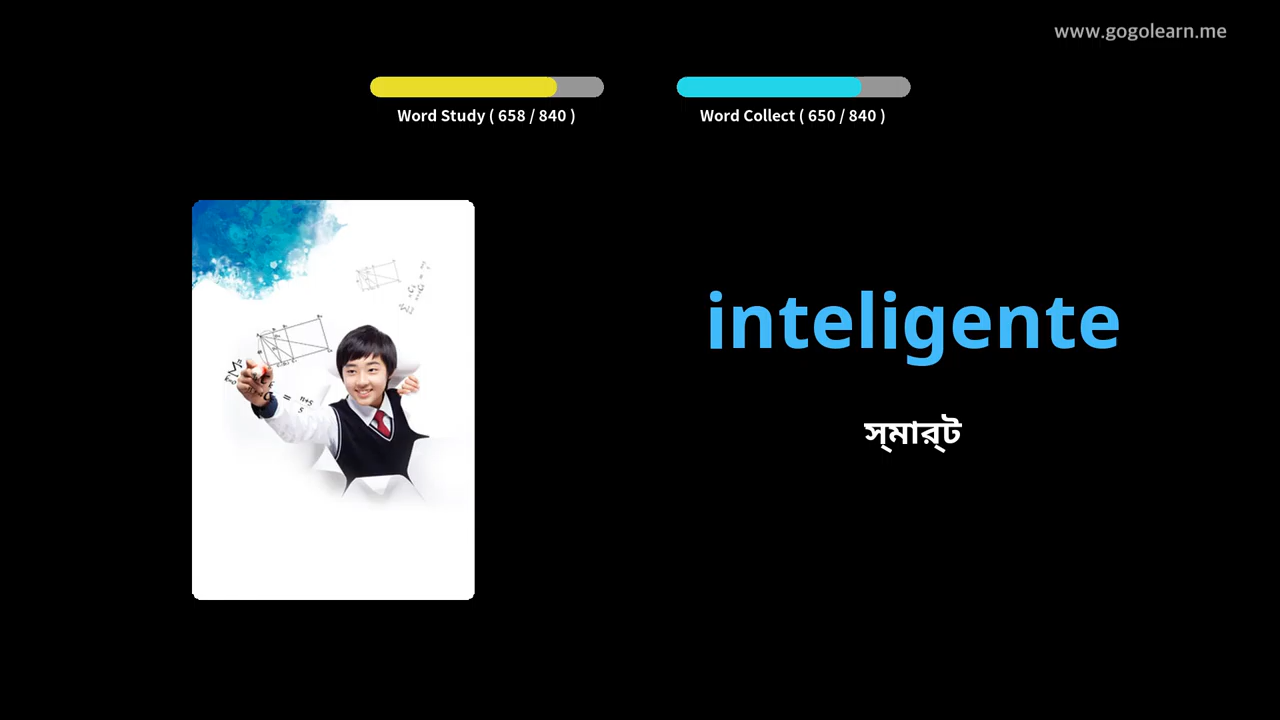 www.gogolearn.me
Word Study ( 658 / 840 )
Word Collect ( 650 / 840 )
inteligente
স্মার্ট